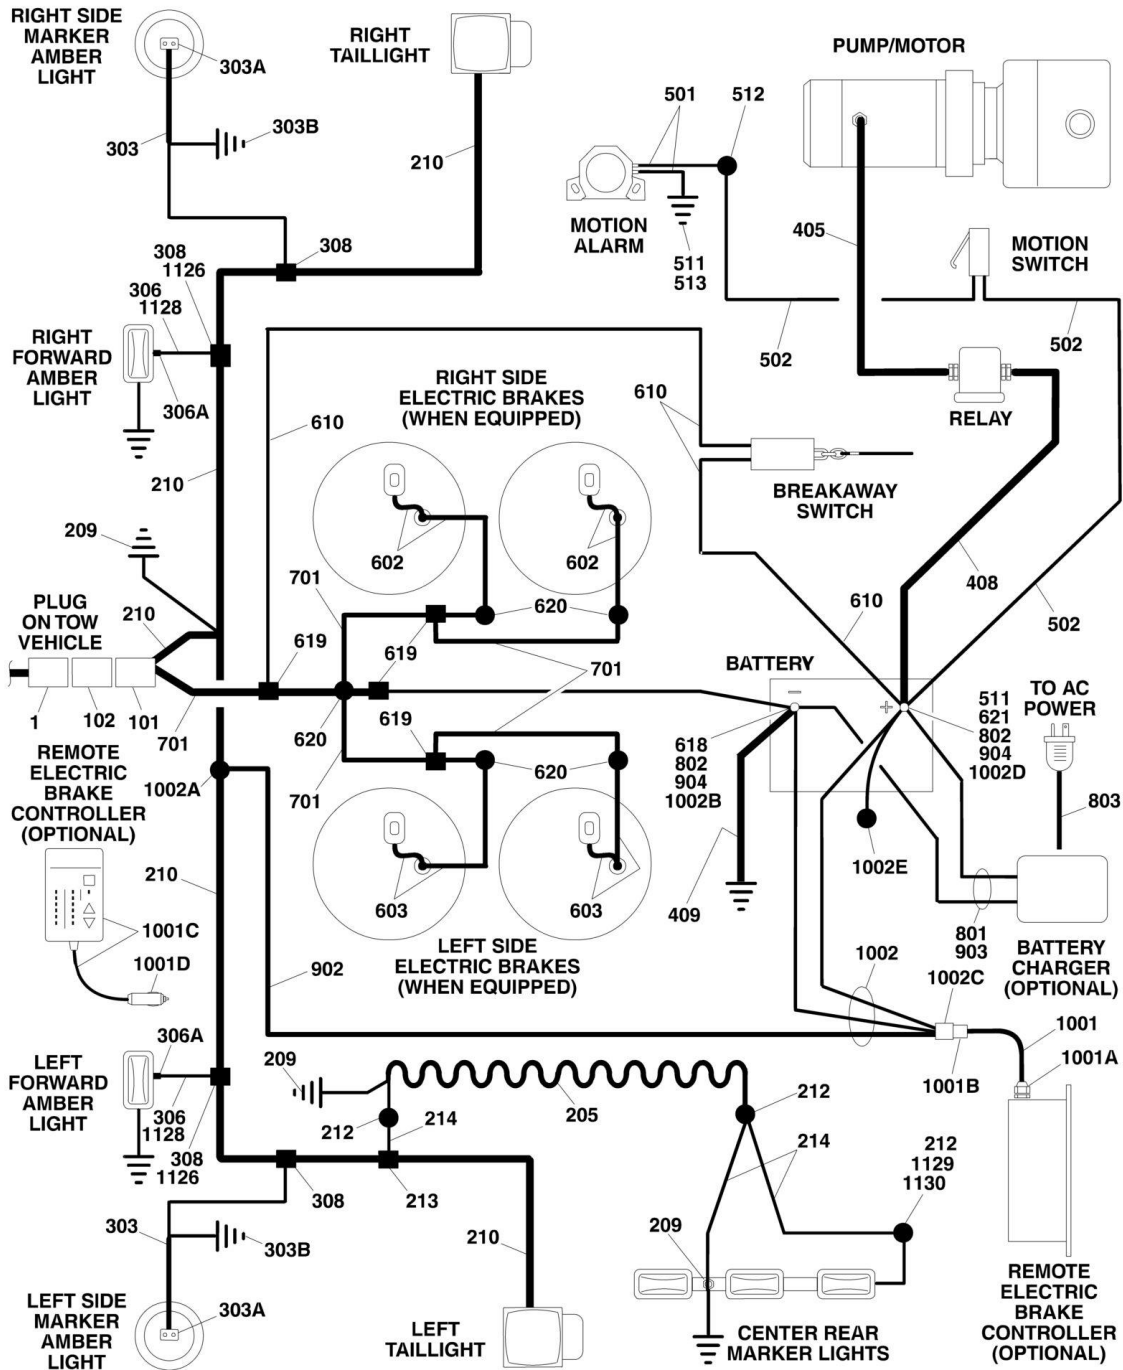 RIGHT SIDE
MARKER
AMBER
LIGHT
303A
303
303B
RIGHT
TAILLIGHT
210
PUMP/MOTOR
501
512
MOTION
ALARM
511
513
405
MOTION
SWITCH
502
502
308
308
1126
306
1128
RIGHT
FORWARD
AMBER
LIGHT
306A
RELAY
RIGHT SIDE
ELECTRIC BRAKES
(WHEN EQUIPPED)
610
610
210
BREAKAWAY
SWITCH
209
602
602
408
701
PLUG
ON TOW
VEHICLE
210
620
610
502
619
619
701
BATTERY
−
+
TO AC
POWER
511
621
802
904
1002D
1
102
101
701
620
619
618
802
904
1002B
REMOTE
ELECTRIC
BRAKE
CONTROLLER
(OPTIONAL)
1002A
701
620
803
1002E
210
603
603
409
1001C
1001D
902
LEFT SIDE
ELECTRIC BRAKES
(WHEN EQUIPPED)
801
903
1002
1002C
BATTERY
CHARGER
(OPTIONAL)
1001
1001A
1001B
306A
LEFT
FORWARD
AMBER
LIGHT
306
1128
308
1126
209
205
212
212
214
214
212
1129
1130
308
213
303
303B
210
209
303A
LEFT SIDE
MARKER
AMBER
LIGHT
LEFT
TAILLIGHT
CENTER REAR
MARKER LIGHTS
REMOTE
ELECTRIC
BRAKE
CONTROLLER
(OPTIONAL)